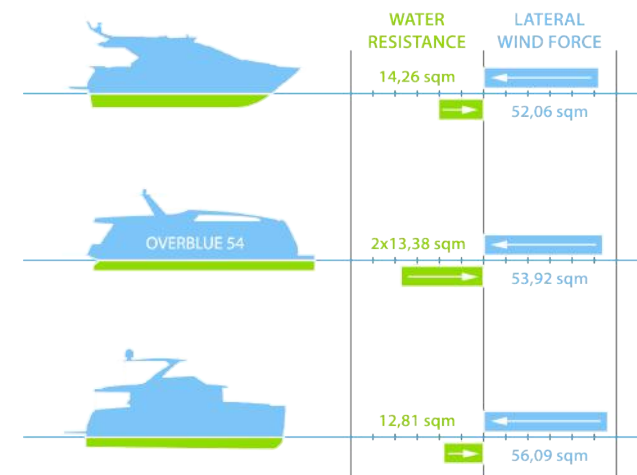 WATER
RESISTANCE
LATERAL
WIND FORCE
14,26 sqm
52,06 sqm
OVERBLUE 54
2x13,38 sqm
53,92 sqm
12,81 sqm
56,09 sqm